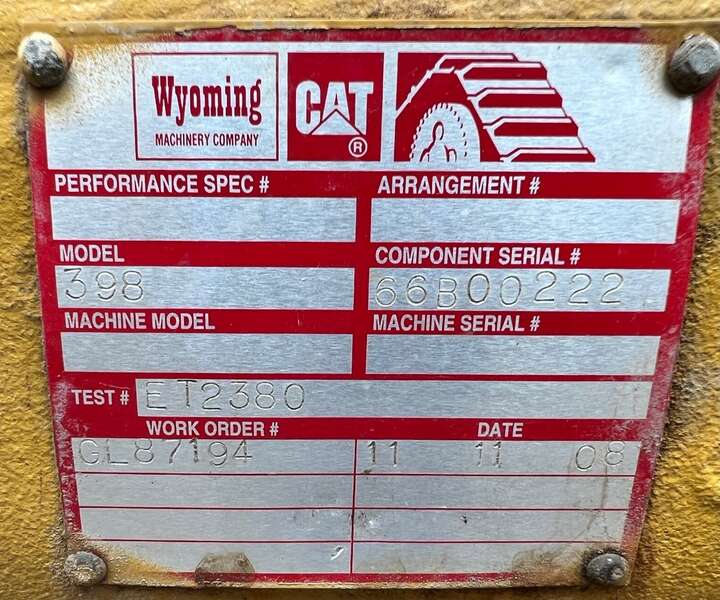 Wyoming
MACHINERY COMPANY
CAT
®
PERFORMANCE SPEC # ARRANGEMENT #
MODEL COMPONENT SERIAL #
398 66B00222
MACHINE MODEL MACHINE SERIAL #
TEST # ET2380
WORK ORDER # DATE
GL87194 11 11 08